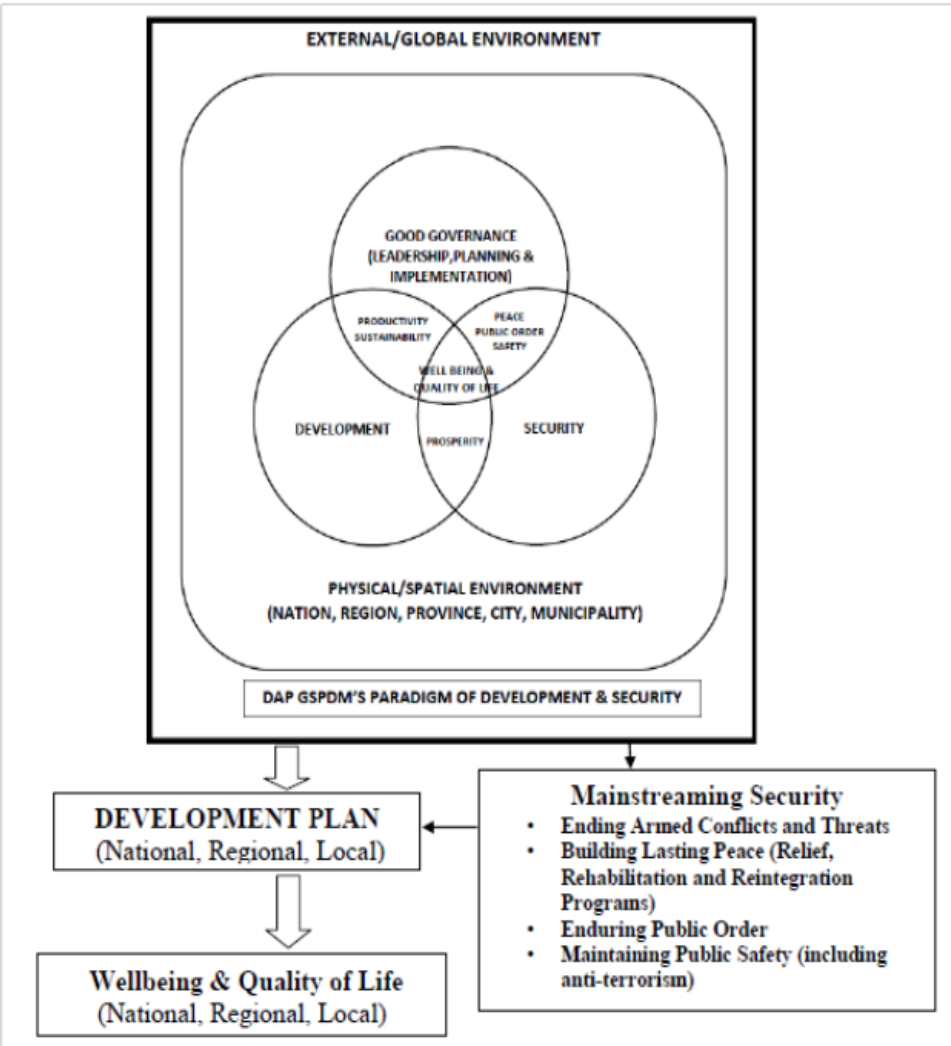 EXTERNAL/GLOBAL ENVIRONMENT
GOOD GOVERNANCE
(LEADERSHIP,PLANNING &
IMPLEMENTATION)
PRODUCTIVITY
SUSTAINABILITY
PEACE
PUBLIC ORDER
SAFETY
WELL BEING &
QUALITY OF LIFE
DEVELOPMENT
SECURITY
PROSPERITY
PHYSICAL/SPATIAL ENVIRONMENT
(NATION, REGION, PROVINCE, CITY, MUNICIPALITY)
DAP GSPDM'S PARADIGM OF DEVELOPMENT & SECURITY
DEVELOPMENT PLAN
(National, Regional, Local)
Mainstreaming Security
• Ending Armed Conflicts and Threats
• Building Lasting Peace (Relief,
Rehabilitation and Reintegration
Programs)
• Enduring Public Order
• Maintaining Public Safety (including
anti-terrorism)
Wellbeing & Quality of Life
(National, Regional, Local)